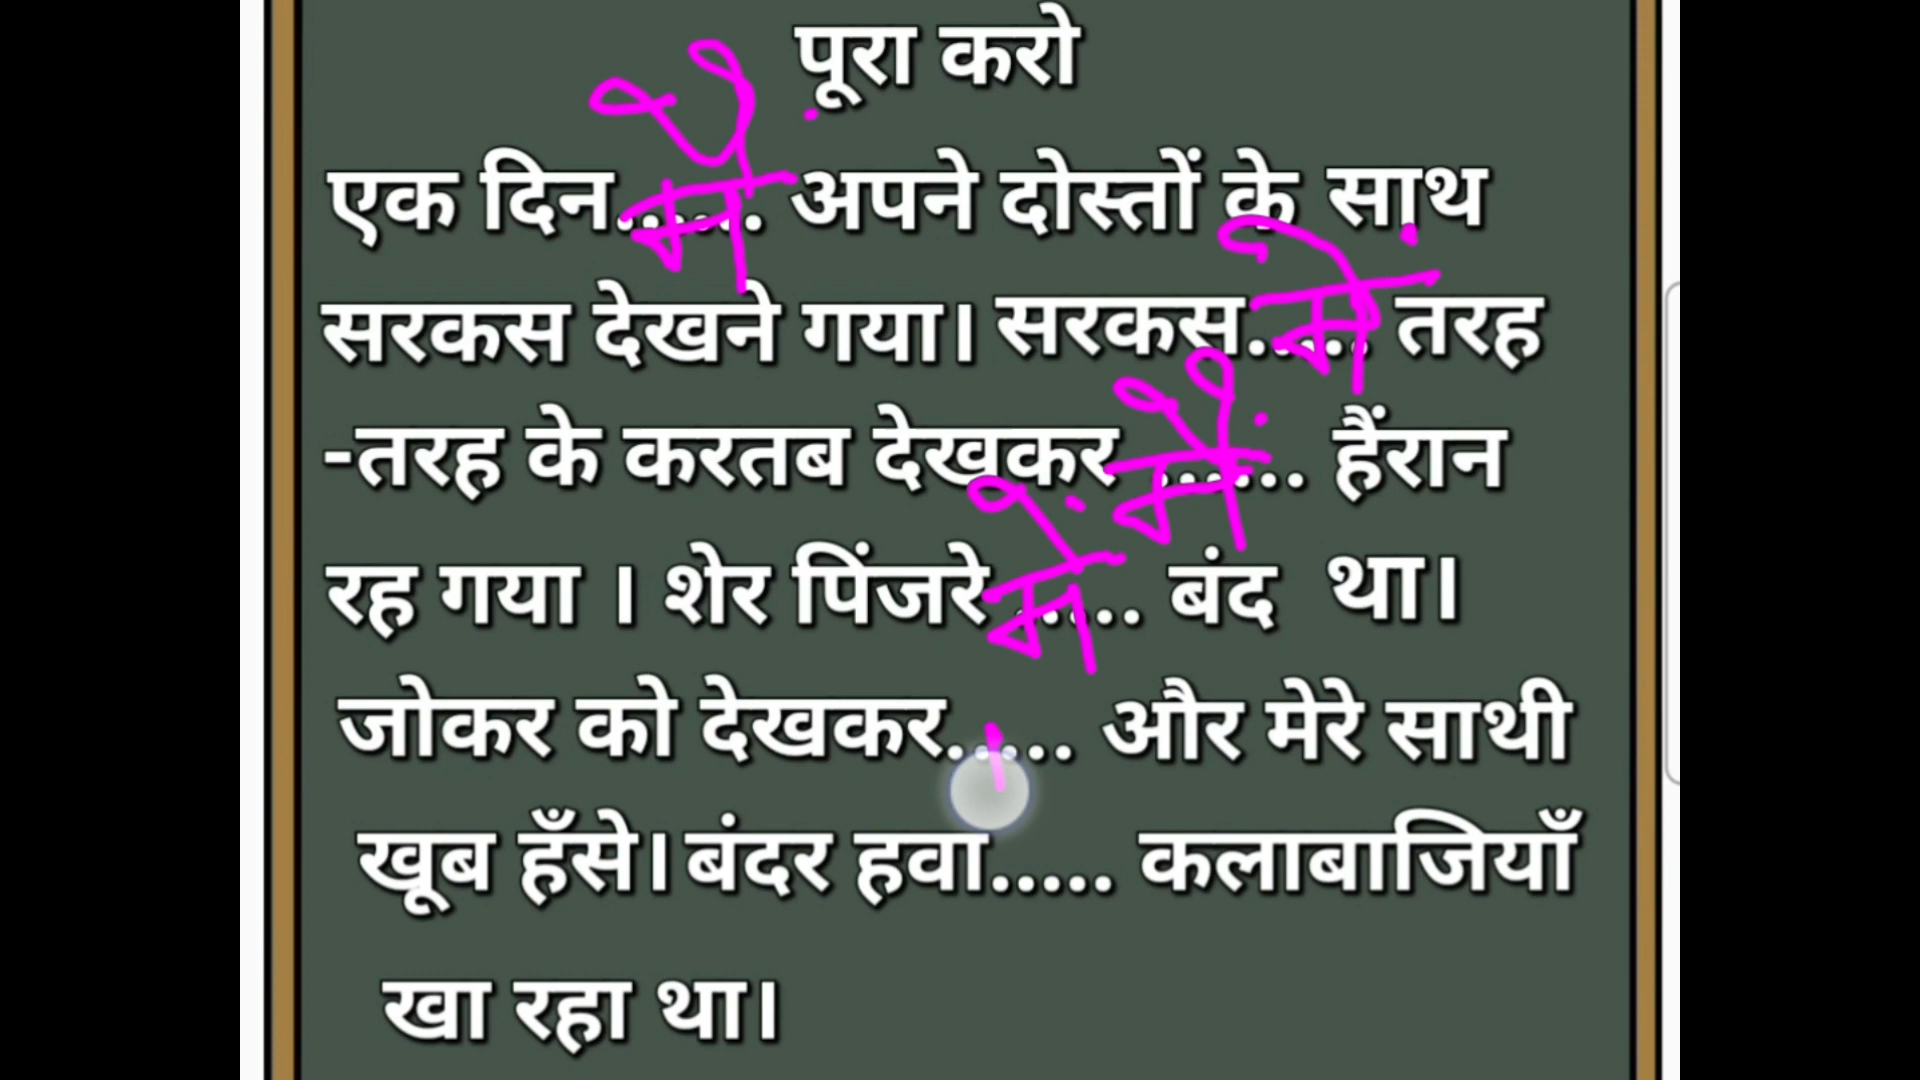 पूरा करो
एक दिन...मैं... अपने दोस्तों के साथ
सरकस देखने गया। सरकस...में... तरह
-तरह के करतब देखकर ...मैं... हैंरान
रह गया । शेर पिंजरे ...में... बंद था।
जोकर को देखकर..... और मेरे साथी
खूब हँसे। बंदर हवा..... कलाबाजियाँ
खा रहा था।